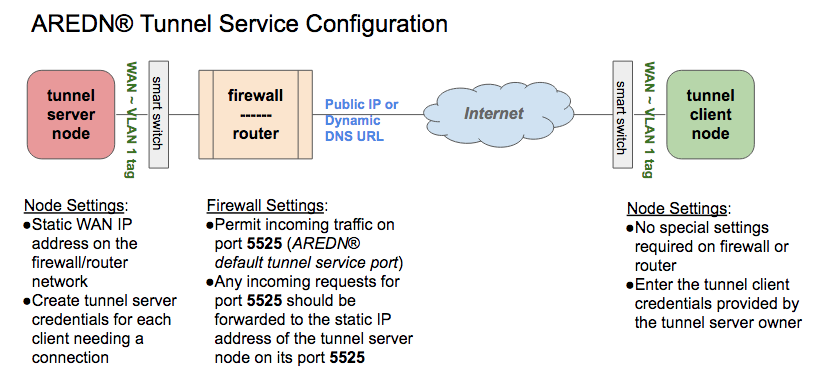 AREDN® Tunnel Service Configuration
tunnel
server
node
WAN ~ VLAN 1 tag
smart switch
firewall
------
router
Public IP or
Dynamic
DNS URL
Internet
smart switch
WAN ~ VLAN 1 tag
tunnel
client
node
Node Settings:
●Static WAN IP
address on the
firewall/router
network
●Create tunnel server
credentials for each
client needing a
connection
Firewall Settings:
●Permit incoming traffic on
port 5525 (AREDN®
default tunnel service port)
●Any incoming requests for
port 5525 should be
forwarded to the static IP
address of the tunnel server
node on its port 5525
Node Settings:
●No special settings
required on firewall or
router
●Enter the tunnel client
credentials provided by
the tunnel server owner